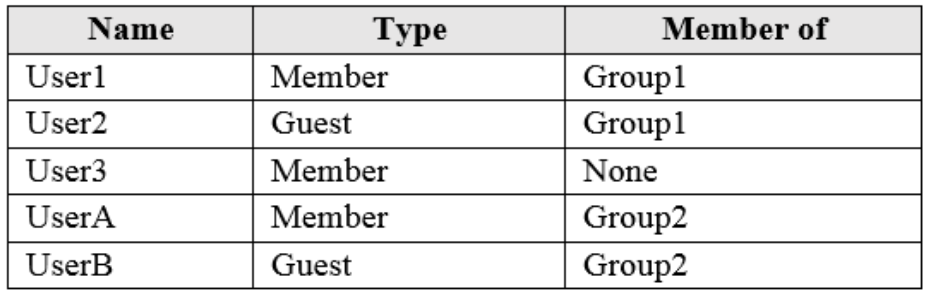 Name Type Member of
User1 Member Group1
User2 Guest Group1
User3 Member None
UserA Member Group2
UserB Guest Group2